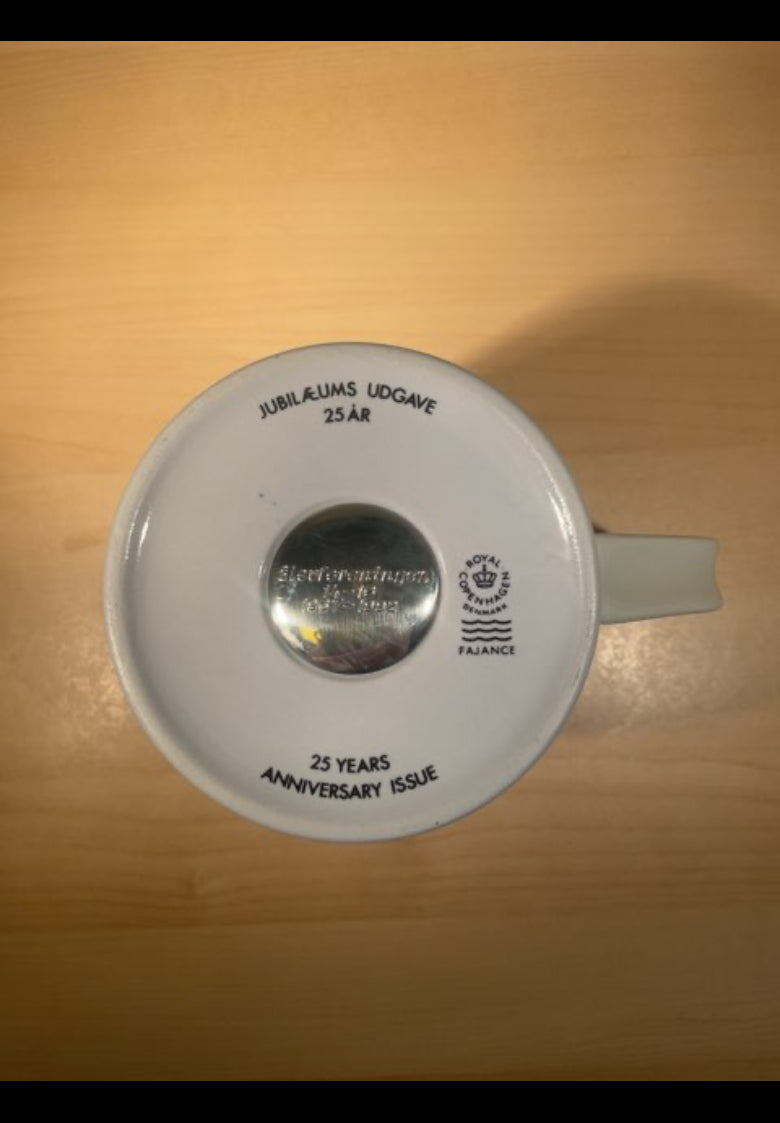 JUBILÆUMS UDGAVE
25 ÅR
ROYAL
COPENHAGEN
DENMARK
FAJANCE
25 YEARS
ANNIVERSARY ISSUE